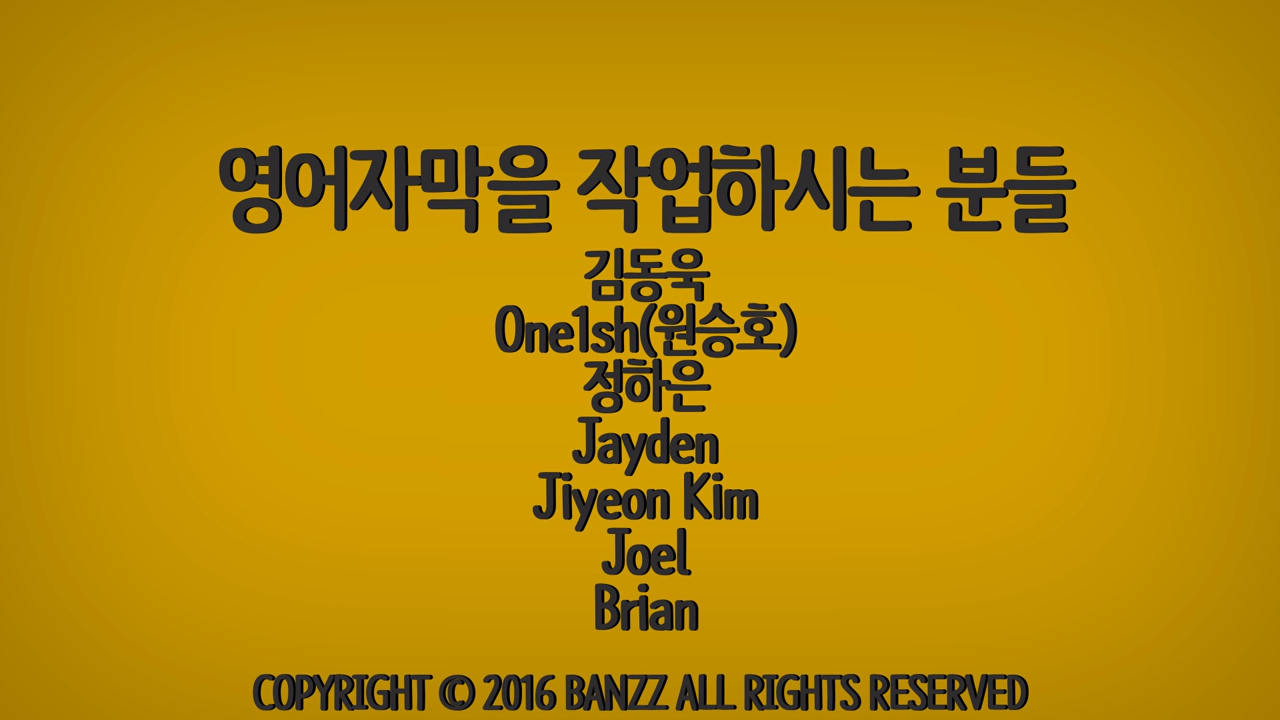 영어자막을 작업하시는 분들
김동욱
One1sh(원승호)
정하은
Jayden
Jiyeon Kim
Joel
Brian
COPYRIGHT © 2016 BANZZ ALL RIGHTS RESERVED